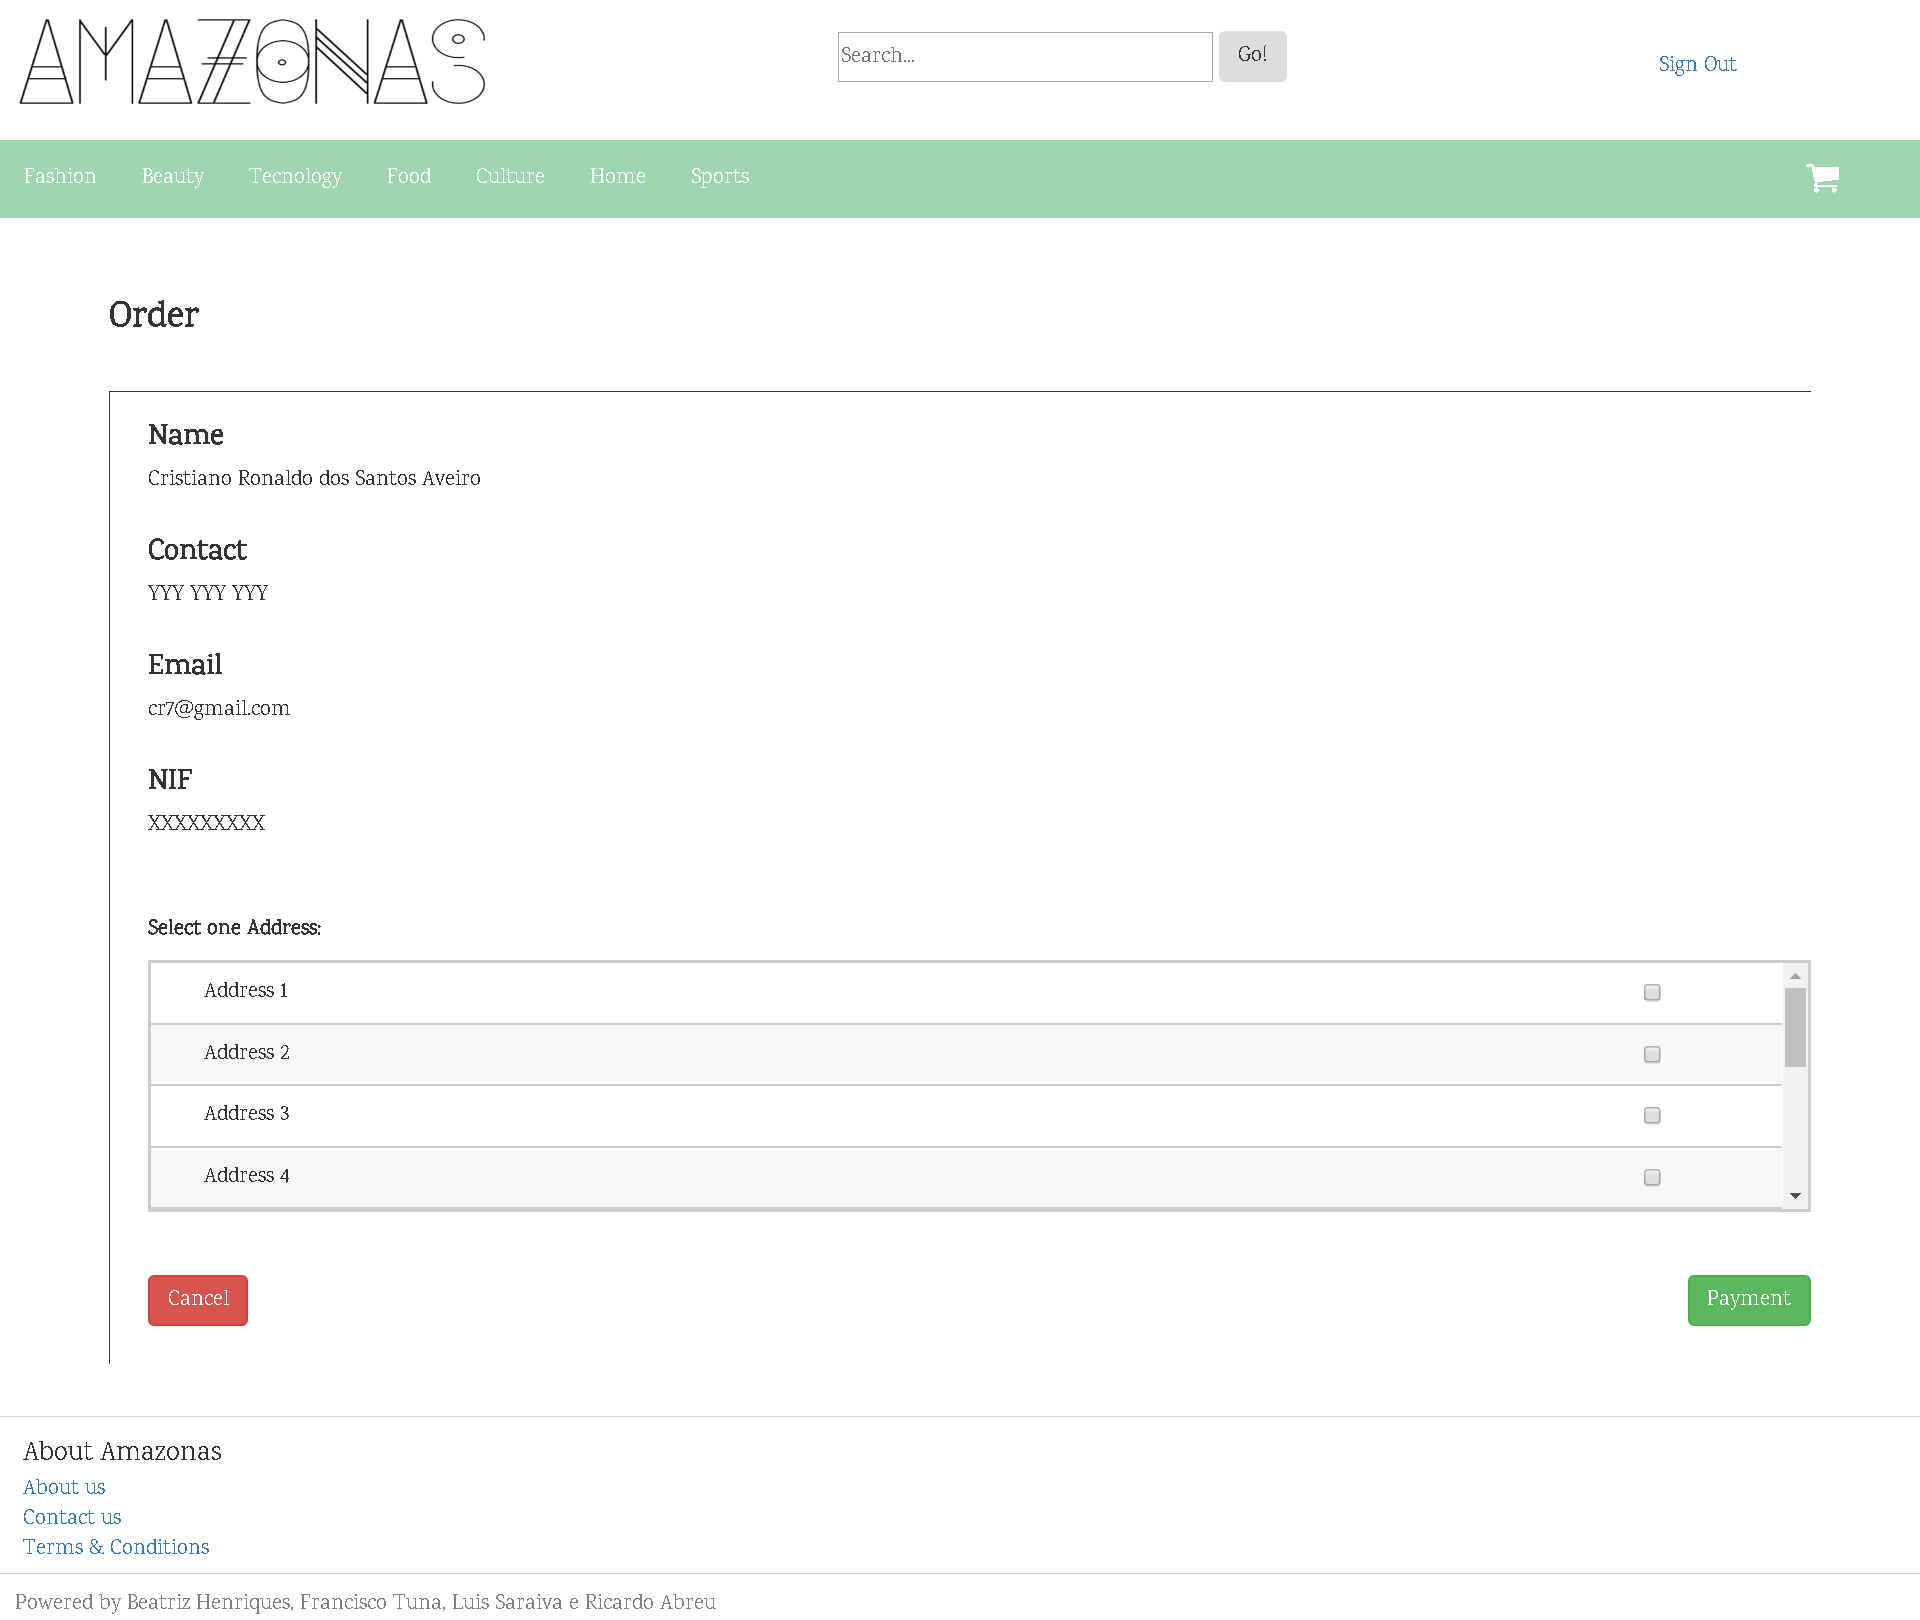 AMAZONAS
Search... Go! Sign Out
Fashion Beauty Tecnology Food Culture Home Sports
Order
Name
Cristiano Ronaldo dos Santos Aveiro
Contact
YYY YYY YYY
Email
cr7@gmail.com
NIF
XXXXXXXXX
Select one Address:
Address 1
Address 2
Address 3
Address 4
Cancel Payment
About Amazonas
About us
Contact us
Terms & Conditions
Powered by Beatriz Henriques, Francisco Tuna, Luis Saraiva e Ricardo Abreu